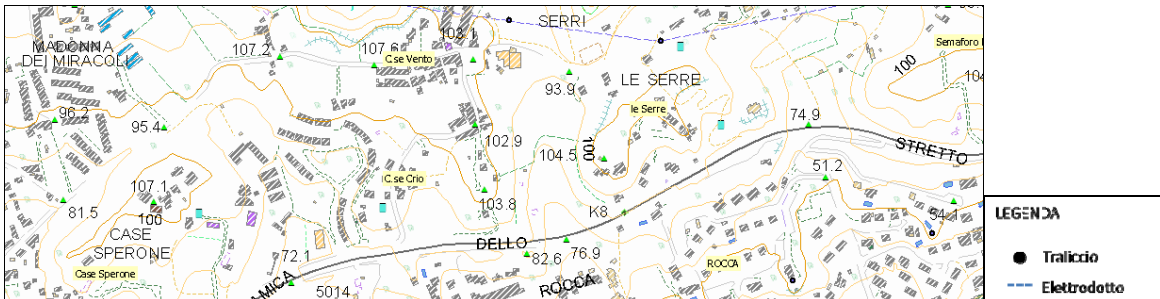 SERRI
103.1
107.2
107.6
MADONNA
DEI MIRACOLI
C.se Vento
Semaforo
100
93.9
LE SERRE
le Serre
96.2
95.4
102.9
100
104.5
74.9
STRETTO
C.se Crio
51.2
107.1
100
81.5
103.8
K8
54.1
CASE
SPERONE
DELLO
72.1
82.6
76.9
ROCCA
Case Sperone
5014
ROCCA
LEGENDA
Traliccio
Elettrodotto